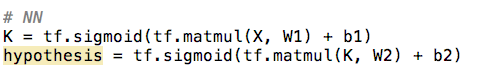 # NN
K = tf.sigmoid(tf.matmul(X, W1) + b1)
hypothesis = tf.sigmoid(tf.matmul(K, W2) + b2)